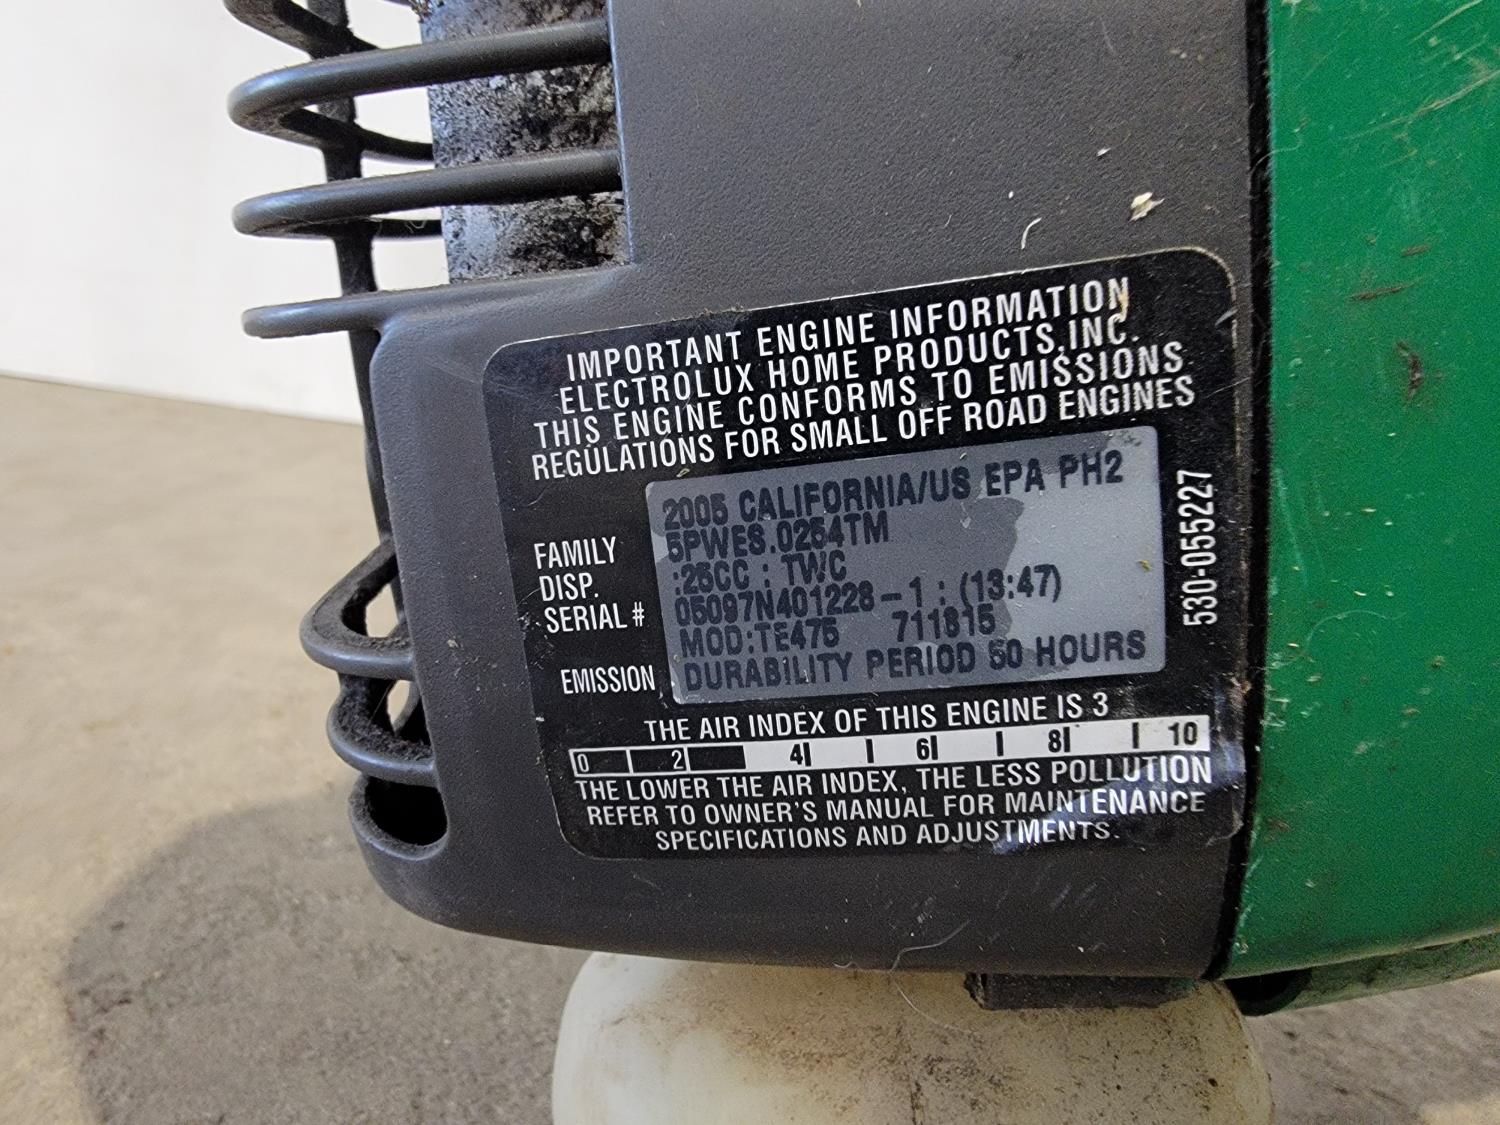 IMPORTANT ENGINE INFORMATION
ELECTROLUX HOME PRODUCTS, INC.
THIS ENGINE CONFORMS TO EMISSIONS
REGULATIONS FOR SMALL OFF ROAD ENGINES
2005 CALIFORNIA/US EPA PH2
FAMILY 5PWES.0254TM
DISP. :25CC : TWC
SERIAL # 05097N401228-1 : (13:47)
MOD:TE475 711815
EMISSION DURABILITY PERIOD 50 HOURS
530-055227
THE AIR INDEX OF THIS ENGINE IS 3
0 2 4 6 8 10
THE LOWER THE AIR INDEX, THE LESS POLLUTION
REFER TO OWNER'S MANUAL FOR MAINTENANCE
SPECIFICATIONS AND ADJUSTMENTS.